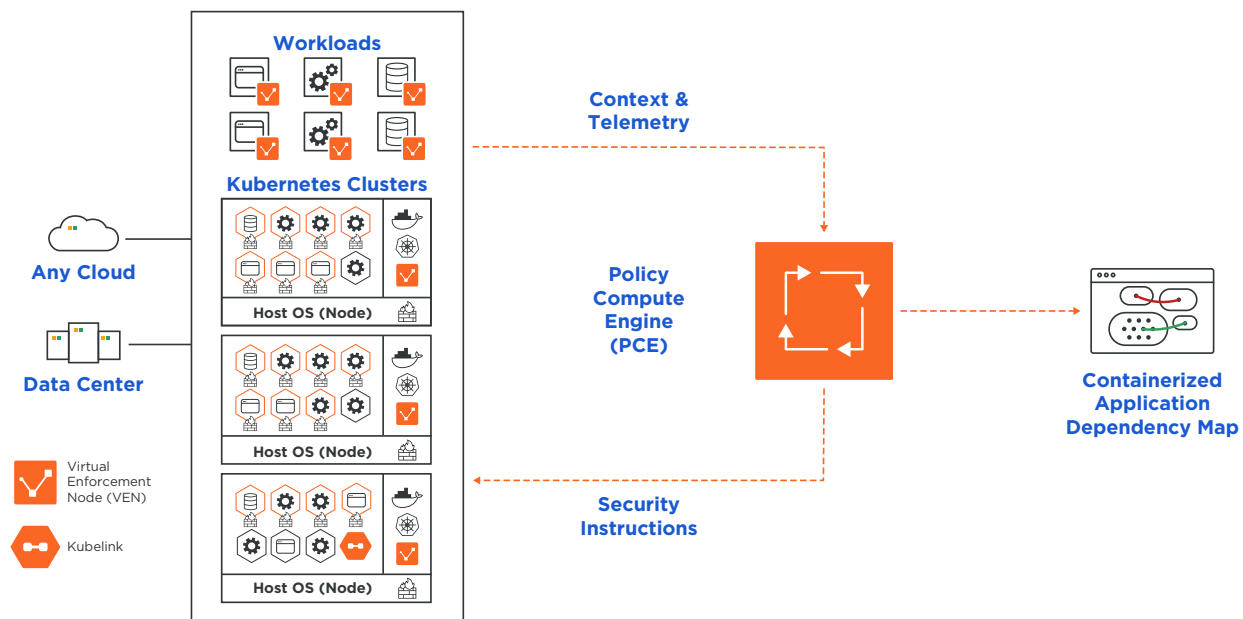 Workloads
Kubernetes Clusters
Host OS (Node)
Host OS (Node)
Host OS (Node)
Any Cloud
Data Center
Virtual
Enforcement
Node (VEN)
Kubelink
Context &
Telemetry
Policy
Compute
Engine
(PCE)
Security
Instructions
Containerized
Application
Dependency Map